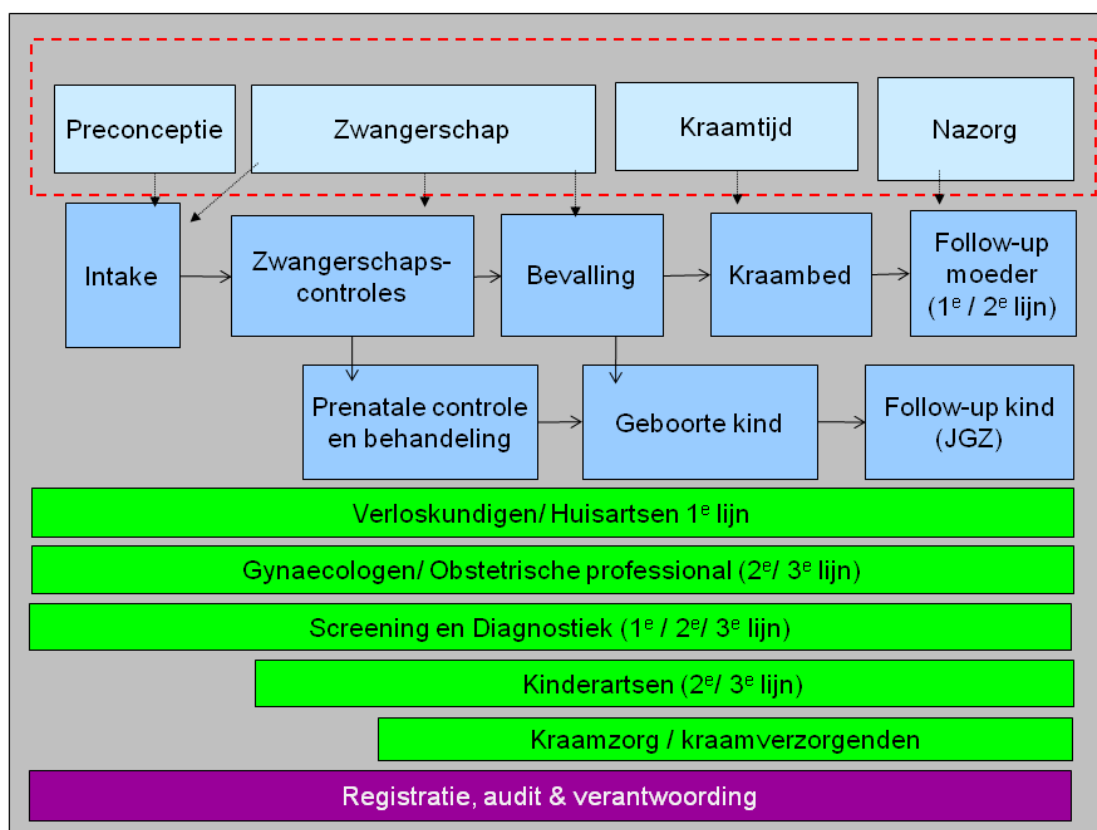 Preconceptie
Zwangerschap
Kraamtijd
Nazorg
Intake
Zwangerschaps-
controles
Bevalling
Kraambed
Follow-up
moeder
(1e / 2e lijn)
Prenatale controle
en behandeling
Geboorte kind
Follow-up kind
(JGZ)
Verloskundigen/ Huisartsen 1e lijn
Gynaecologen/ Obstetrische professional (2e/ 3e lijn)
Screening en Diagnostiek (1e / 2e/ 3e lijn)
Kinderartsen (2e/ 3e lijn)
Kraamzorg / kraamverzorgenden
Registratie, audit & verantwoording